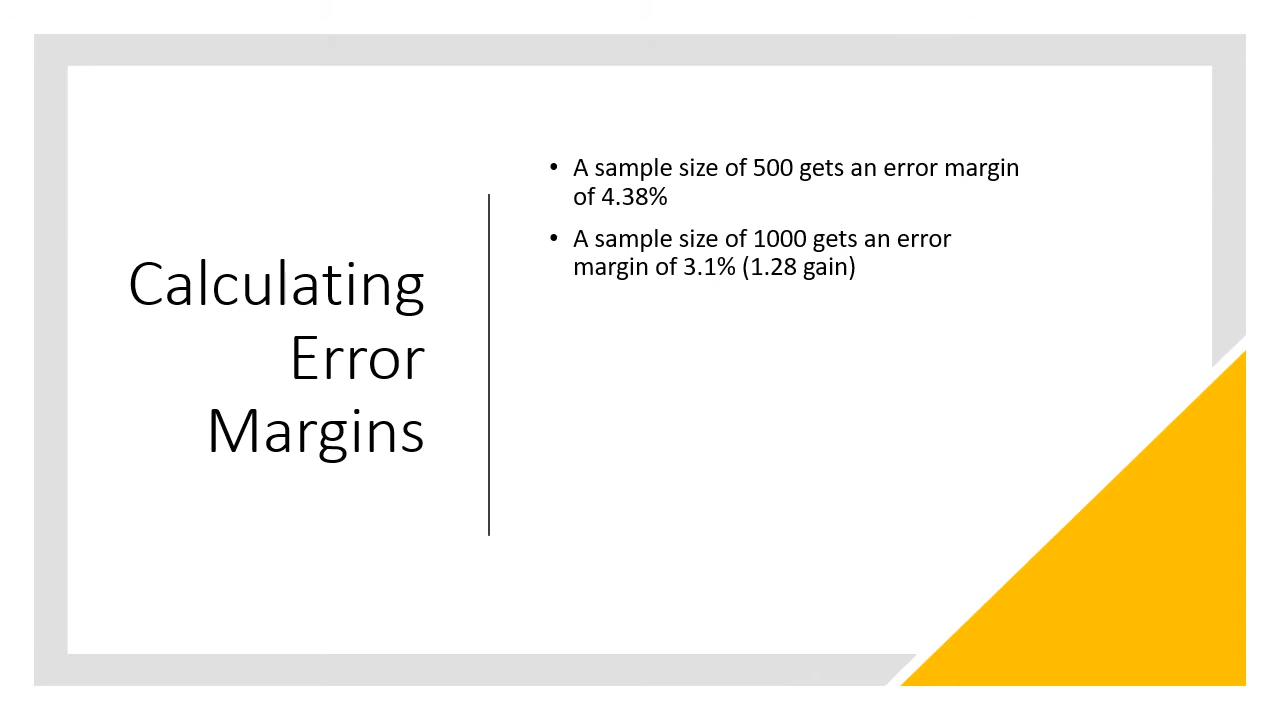 Calculating
Error
Margins
• A sample size of 500 gets an error margin
of 4.38%
• A sample size of 1000 gets an error
margin of 3.1% (1.28 gain)